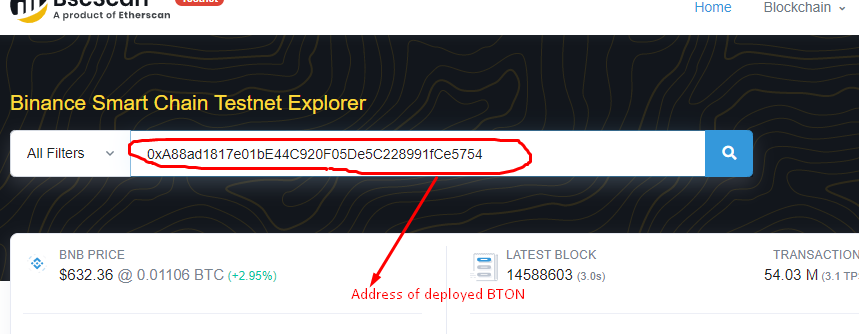 BscScan
Testnet
A product of Etherscan
Home
Blockchain
Binance Smart Chain Testnet Explorer
All Filters
0xA88ad1817e01bE44C920F05De5C228991fCe5754
BNB PRICE
$632.36 @ 0.01106 BTC (+2.95%)
LATEST BLOCK
14588603 (3.0s)
TRANSACTION
54.03 M (3.1 TP
Address of deployed BTON